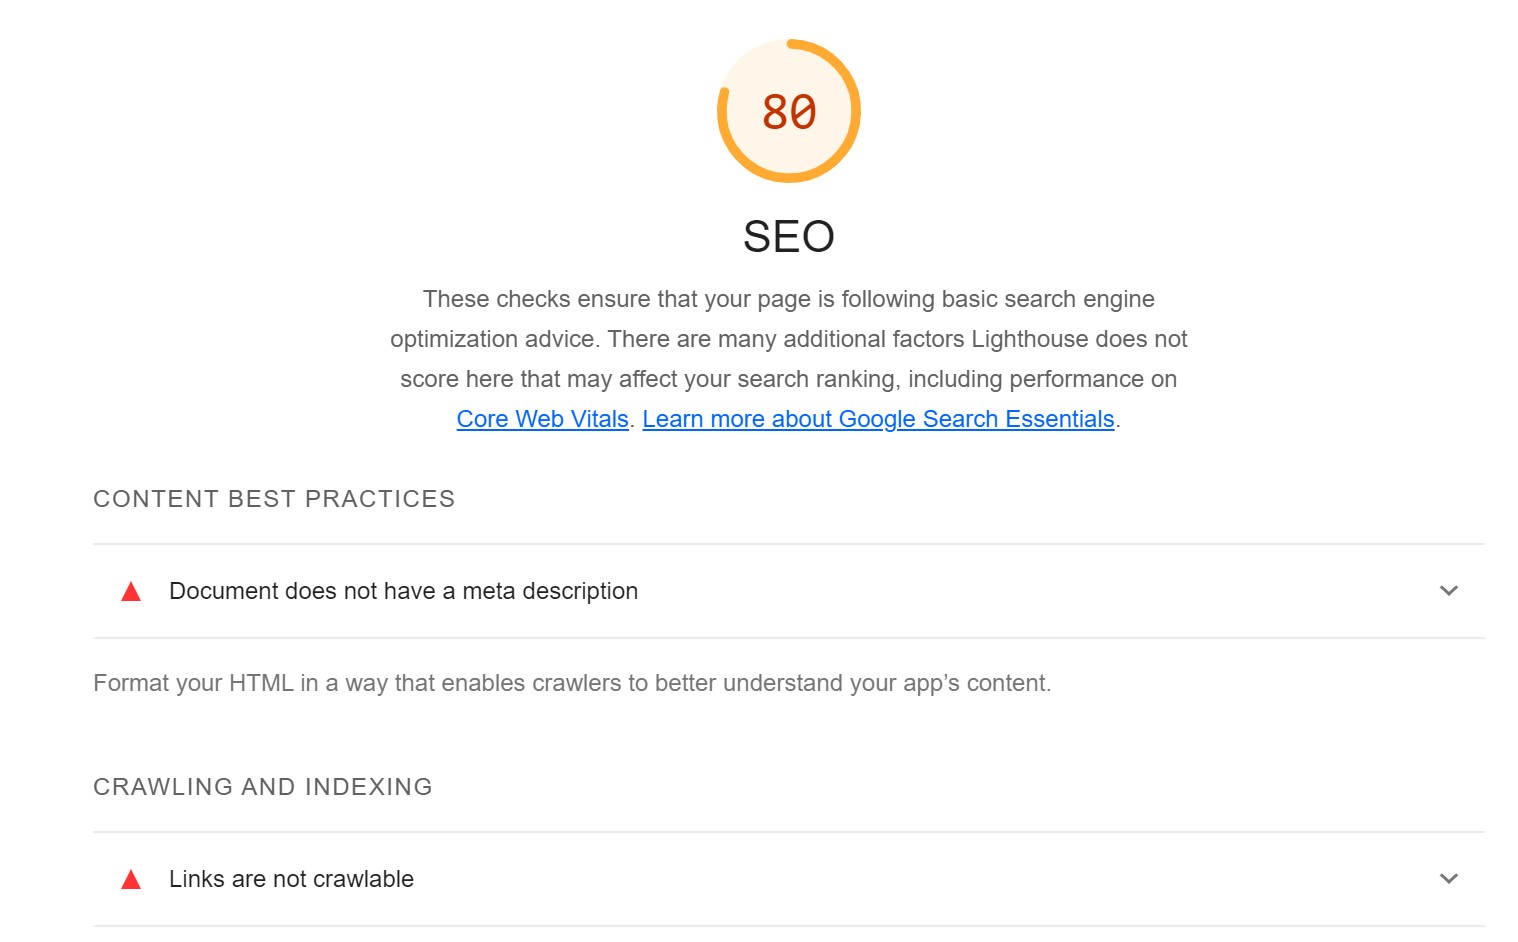 80
SEO
These checks ensure that your page is following basic search engine
optimization advice. There are many additional factors Lighthouse does not
score here that may affect your search ranking, including performance on
Core Web Vitals. Learn more about Google Search Essentials.
CONTENT BEST PRACTICES
Document does not have a meta description
Format your HTML in a way that enables crawlers to better understand your app’s content.
CRAWLING AND INDEXING
Links are not crawlable